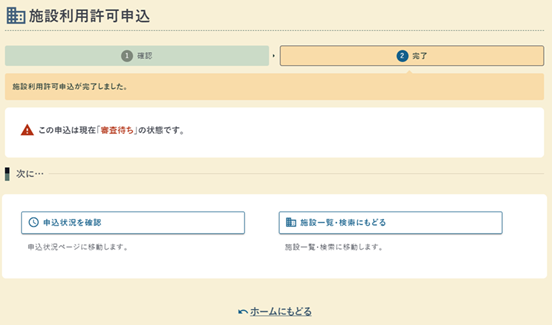 施設利用許可申込
1 確認
2 完了
施設利用許可申込が完了しました。
この申込は現在「審査待ち」の状態です。
次に…
申込状況を確認
施設一覧・検索にもどる
申込状況ページに移動します。
施設一覧・検索に移動します。
ホームにもどる